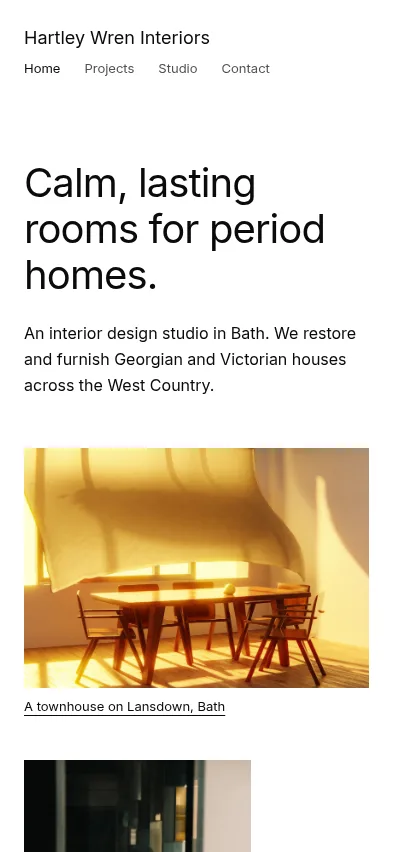 Hartley Wren Interiors
Home Projects Studio Contact
Calm, lasting
rooms for period
homes.
An interior design studio in Bath. We restore
and furnish Georgian and Victorian houses
across the West Country.
A townhouse on Lansdown, Bath